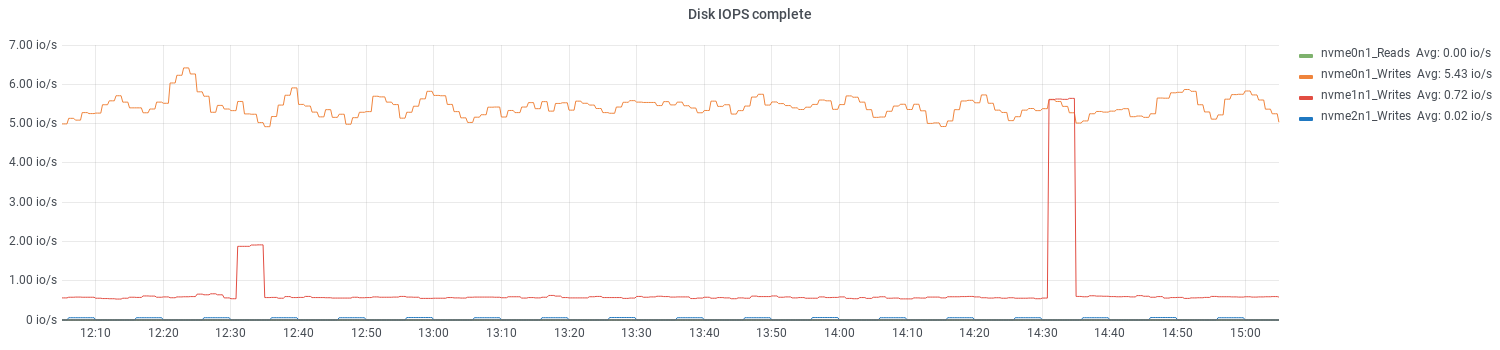 Disk IOPS complete
7.00 io/s
6.00 io/s
5.00 io/s
4.00 io/s
3.00 io/s
2.00 io/s
1.00 io/s
0 io/s
12:10 12:20 12:30 12:40 12:50 13:00 13:10 13:20 13:30 13:40 13:50 14:00 14:10 14:20 14:30 14:40 14:50 15:00
nvme0n1_Reads Avg: 0.00 io/s
nvme0n1_Writes Avg: 5.43 io/s
nvme1n1_Writes Avg: 0.72 io/s
nvme2n1_Writes Avg: 0.02 io/s